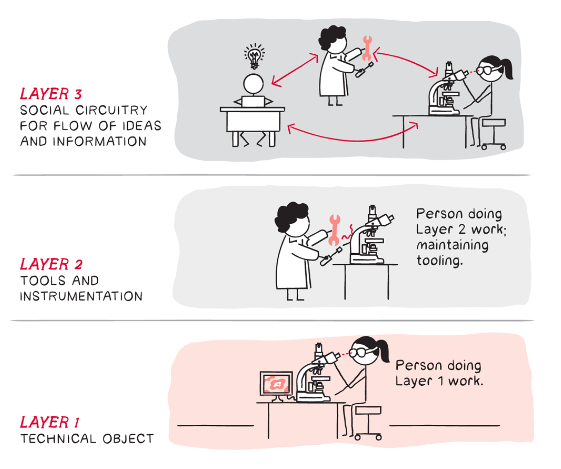 LAYER 3
SOCIAL CIRCUITRY
FOR FLOW OF IDEAS
AND INFORMATION
Person doing
Layer 2 work;
maintaining
tooling.
LAYER 2
TOOLS AND
INSTRUMENTATION
Person doing
Layer 1 work.
LAYER 1
TECHNICAL OBJECT